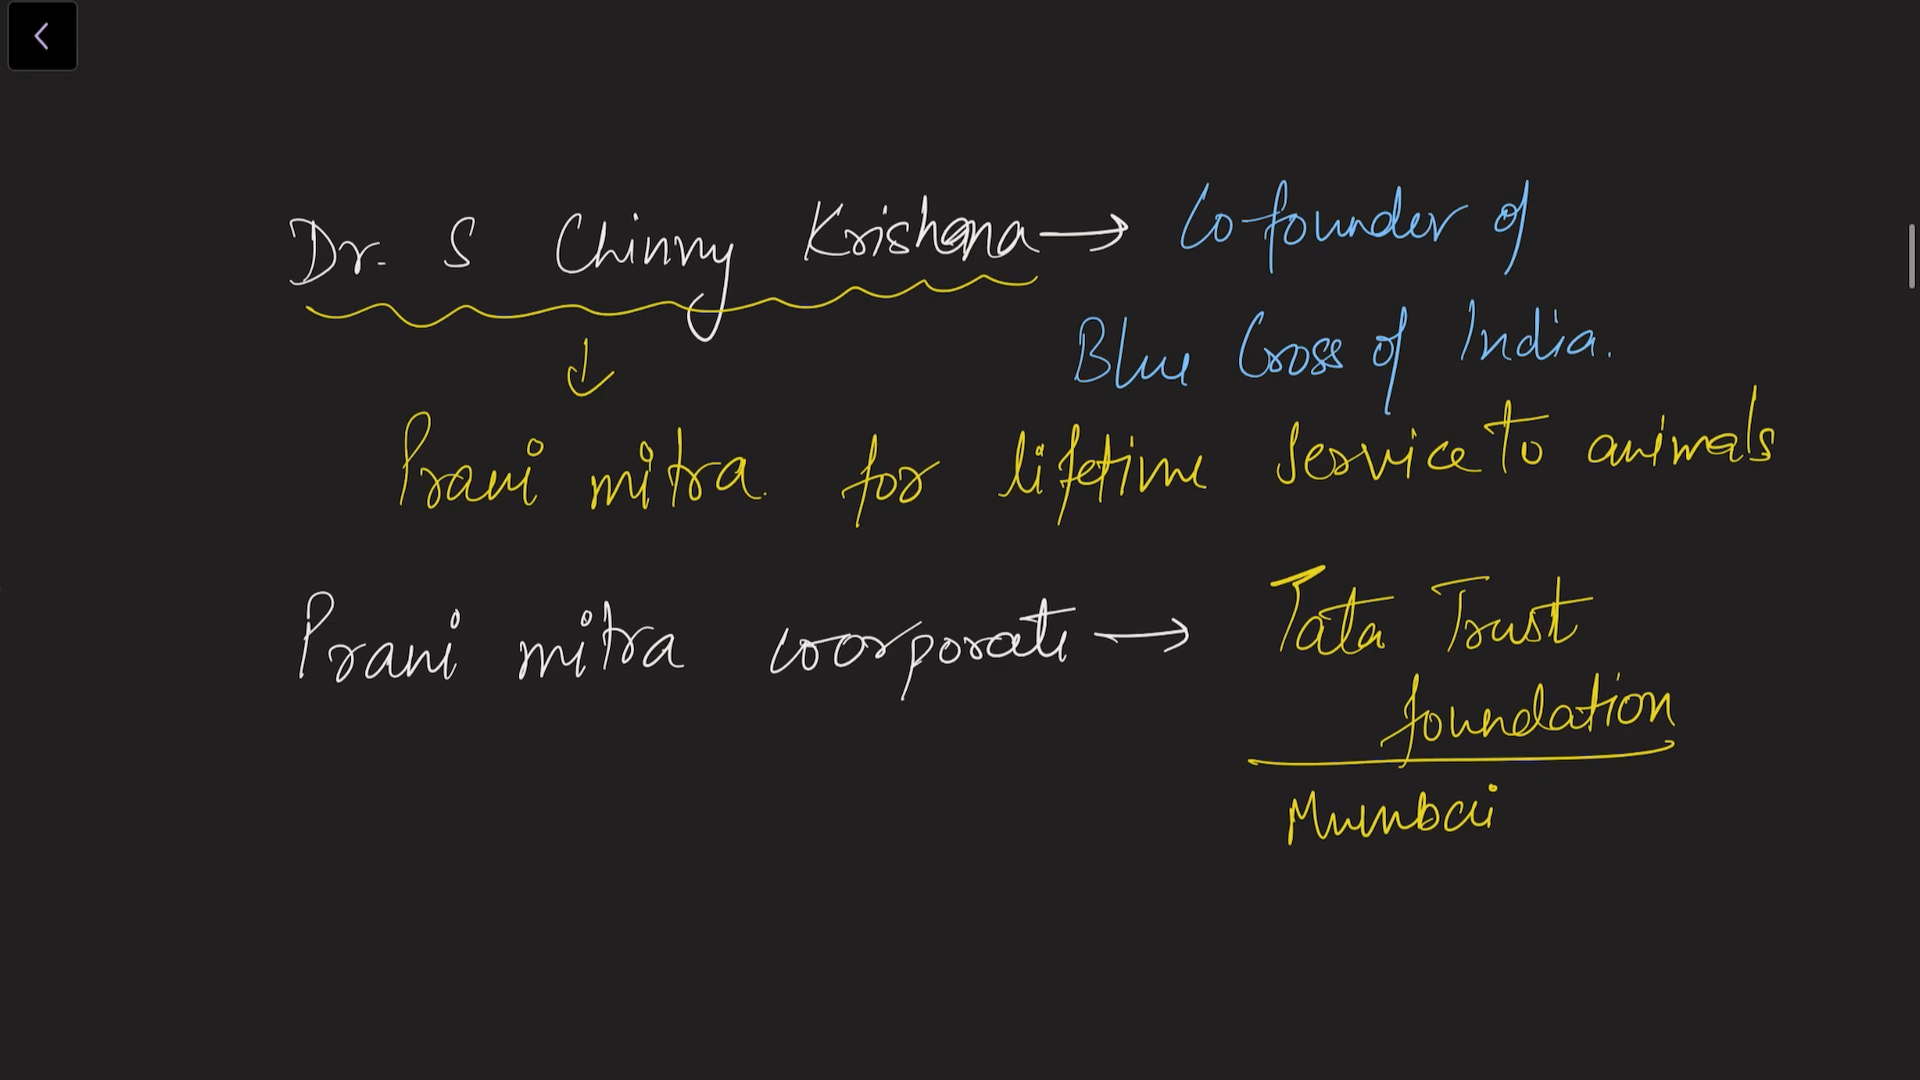 Dr. S Chinny Krishana → Co-founder of
Blue Cross of India.
↓
Prani mitra for lifetime service to animals
Prani mitra coorporate → Tata Trust
foundation
Mumbai